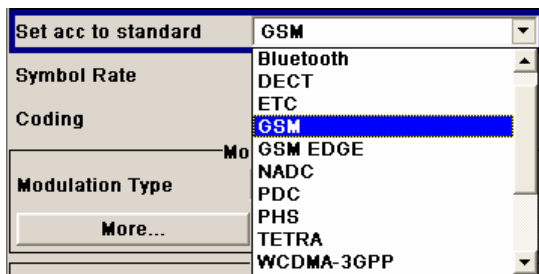 Set acc to standard GSM
Bluetooth
Symbol Rate
DECT
ETC
Coding
GSM
Mo GSM EDGE
NADC
Modulation Type
PDC
PHS
More...
TETRA
WCDMA-3GPP